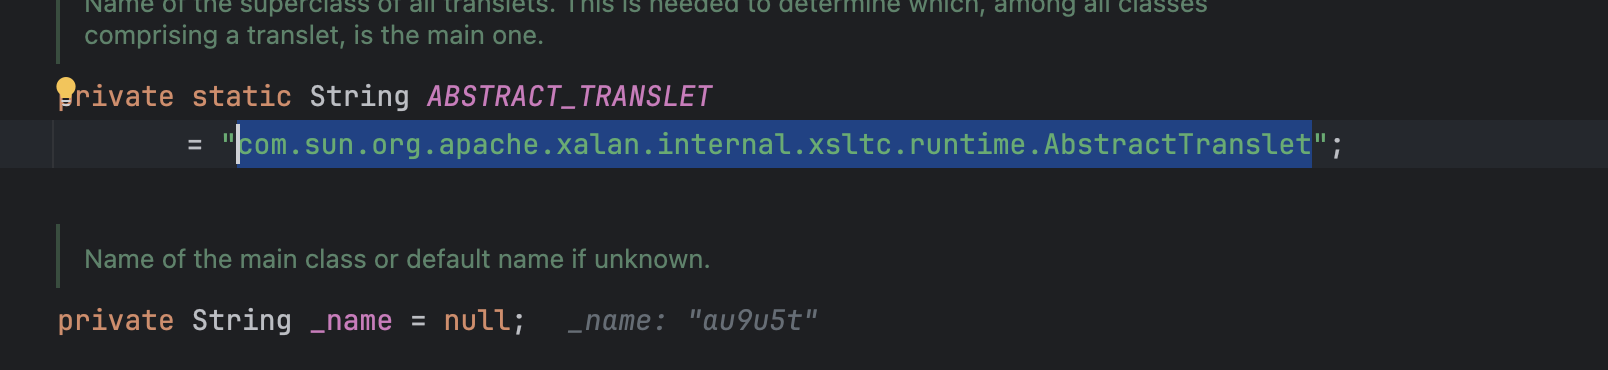 Name of the superclass of all translets. This is needed to determine which, among all classes
comprising a translet, is the main one.
private static String ABSTRACT_TRANSLET
= "com.sun.org.apache.xalan.internal.xsltc.runtime.AbstractTranslet";
Name of the main class or default name if unknown.
private String _name = null; _name: "au9u5t"